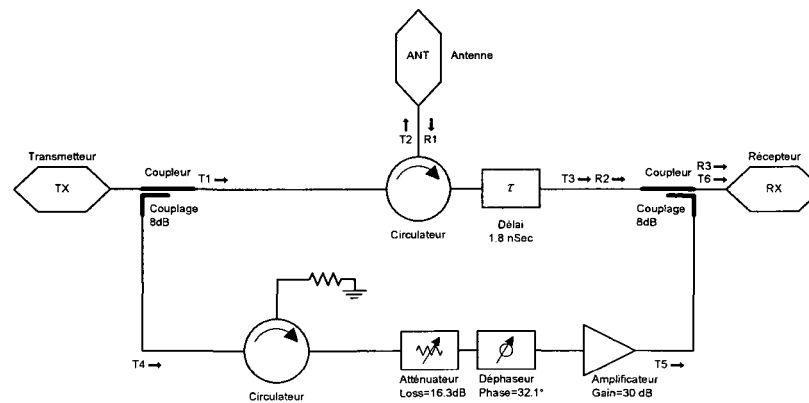 ANT
Antenne
T2
R1
Transmetteur
TX
Coupleur
T1
Couplage
8dB
Circulateur
τ
Délai
1.8 nSec
T3
R2
Coupleur
Couplage
8dB
R3
T6
Récepteur
RX
T4
Circulateur
Atténuateur
Loss=16.3dB
Déphaseur
Phase=32.1°
Amplificateur
Gain=30 dB
T5